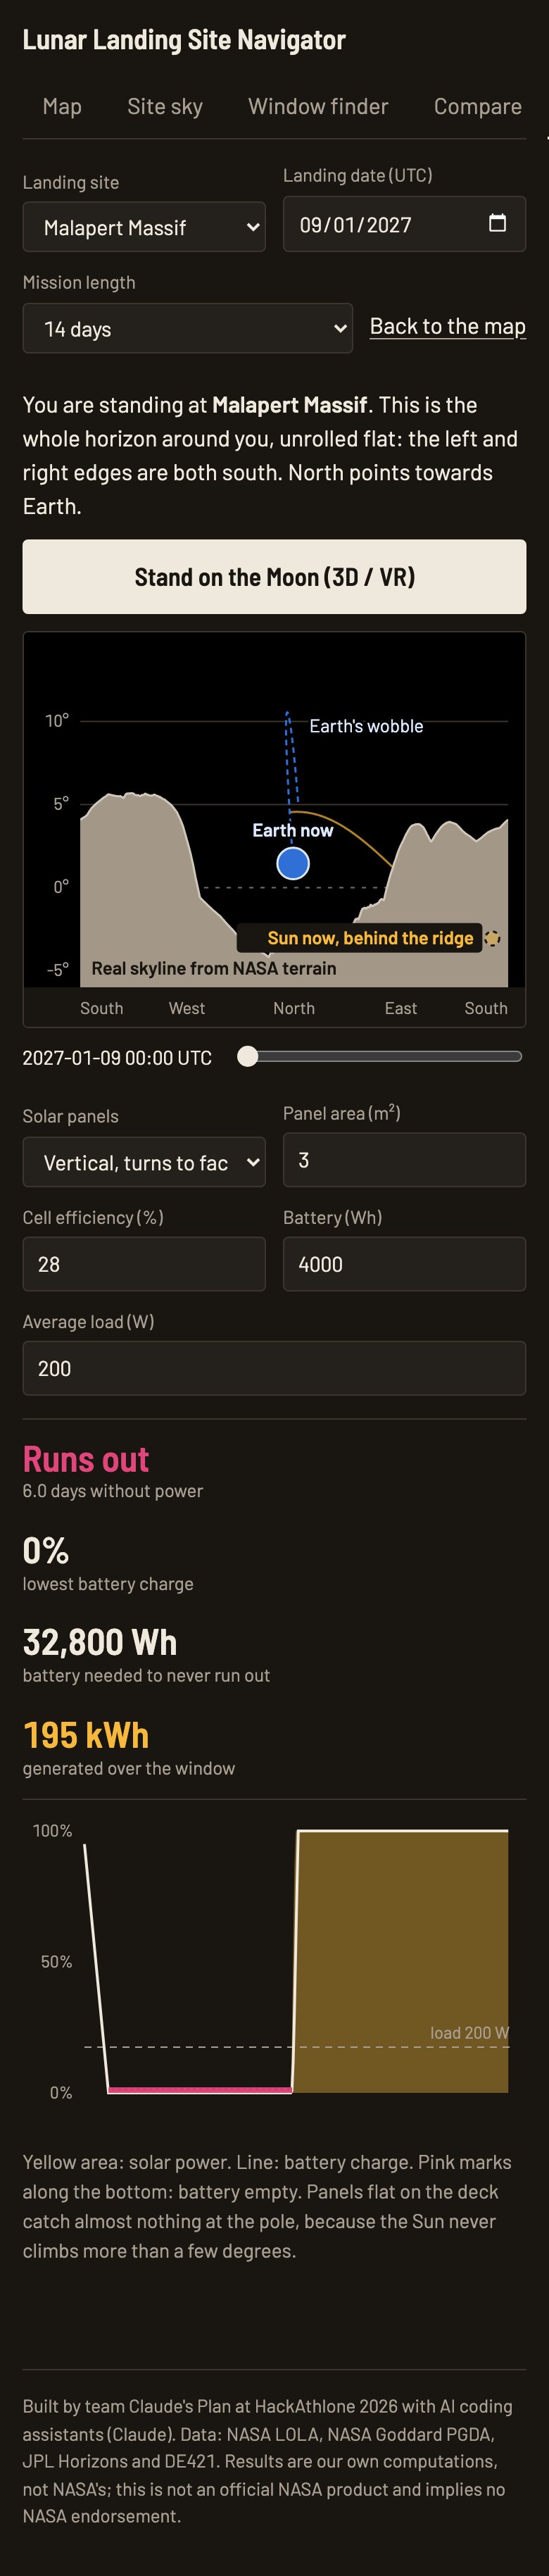 Lunar Landing Site Navigator
Map Site sky Window finder Compare
Landing site
Landing date (UTC)
Malapert Massif
09/01/2027
Mission length
14 days
Back to the map
You are standing at Malapert Massif. This is the
whole horizon around you, unrolled flat: the left and
right edges are both south. North points towards
Earth.
Stand on the Moon (3D / VR)
10°
Earth's wobble
5°
Earth now
0°
Sun now, behind the ridge
-5°
Real skyline from NASA terrain
South West North East South
2027-01-09 00:00 UTC
Solar panels
Panel area (m²)
Vertical, turns to fac
3
Cell efficiency (%)
Battery (Wh)
28
4000
Average load (W)
200
Runs out
6.0 days without power
0%
lowest battery charge
32,800 Wh
battery needed to never run out
195 kWh
generated over the window
100%
50%
load 200 W
0%
Yellow area: solar power. Line: battery charge. Pink marks
along the bottom: battery empty. Panels flat on the deck
catch almost nothing at the pole, because the Sun never
climbs more than a few degrees.
Built by team Claude's Plan at HackAthlone 2026 with AI coding
assistants (Claude). Data: NASA LOLA, NASA Goddard PGDA,
JPL Horizons and DE421. Results are our own computations,
not NASA's; this is not an official NASA product and implies no
NASA endorsement.